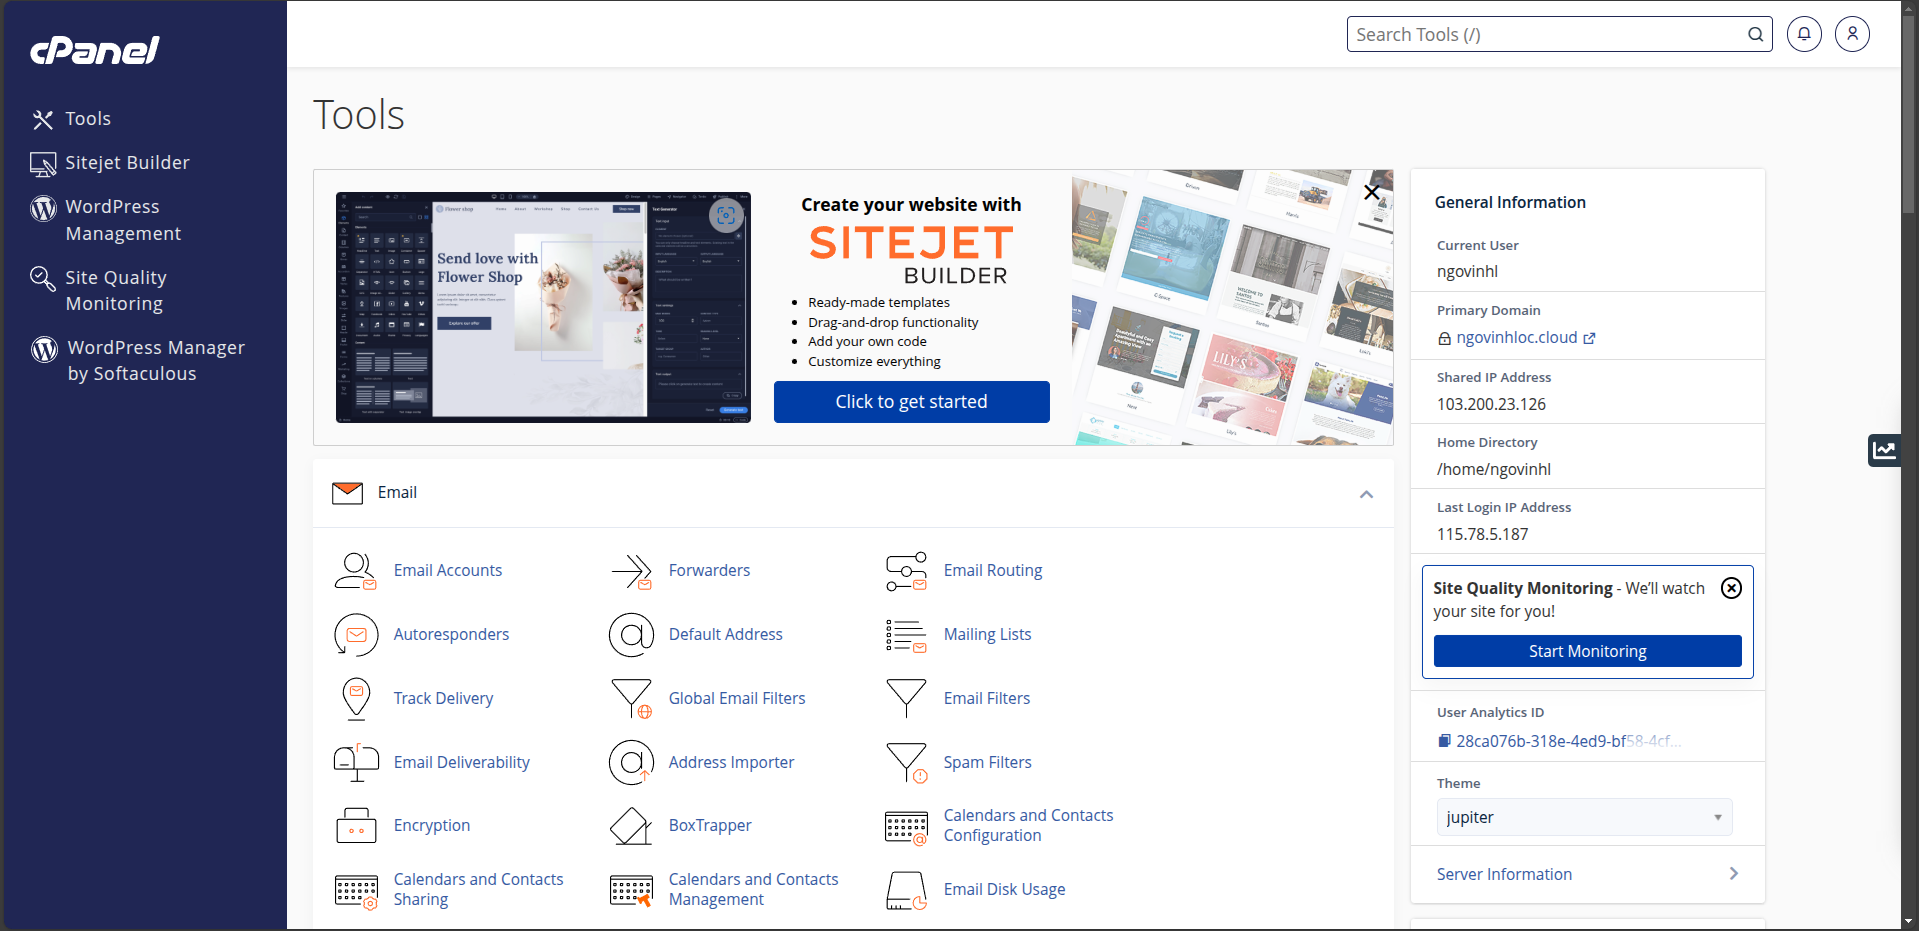 cPanel
Search Tools (/)
Tools
Sitejet Builder
WordPress
Management
Site Quality
Monitoring
WordPress Manager
by Softaculous
Tools
Flower shop
Send love with
Flower Shop
Explore our offer
Create your website with
SITEJET
BUILDER
Ready-made templates
Drag-and-drop functionality
Add your own code
Customize everything
Click to get started
General Information
Current User
ngovinhl
Primary Domain
ngovinhloc.cloud
Shared IP Address
103.200.23.126
Home Directory
/home/ngovinhl
Last Login IP Address
115.78.5.187
Site Quality Monitoring - We’ll watch
your site for you!
Start Monitoring
User Analytics ID
28ca076b-318e-4ed9-bf58-4cf...
Theme
jupiter
Server Information
Email
Email Accounts
Forwarders
Email Routing
Autoresponders
Default Address
Mailing Lists
Track Delivery
Global Email Filters
Email Filters
Email Deliverability
Address Importer
Spam Filters
Encryption
BoxTrapper
Calendars and Contacts
Configuration
Calendars and Contacts
Sharing
Calendars and Contacts
Management
Email Disk Usage